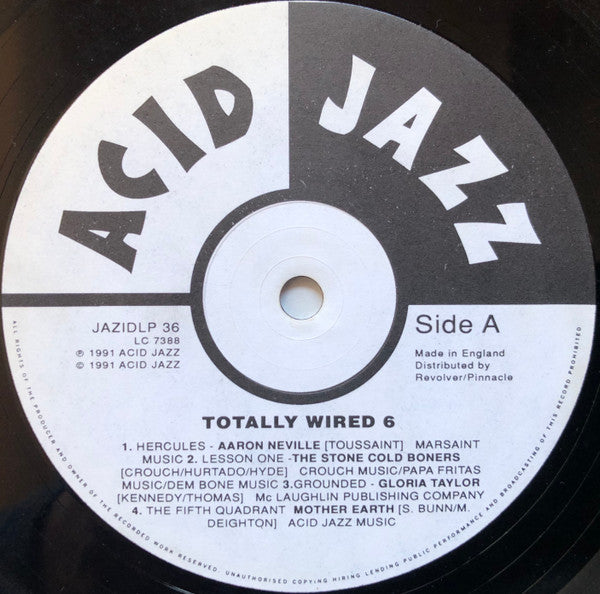 ACID JAZZ
JAZIDLP 36
LC 7388
℗ 1991 ACID JAZZ
© 1991 ACID JAZZ
Side A
Made in England
Distributed by
Revolver/Pinnacle
TOTALLY WIRED 6
1. HERCULES - AARON NEVILLE [TOUSSAINT] MARSAINT
MUSIC 2. LESSON ONE -THE STONE COLD BONERS
[CROUCH/HURTADO/HYDE] CROUCH MUSIC/PAPA FRITAS
MUSIC/DEM BONE MUSIC 3.GROUNDED - GLORIA TAYLOR
[KENNEDY/THOMAS] Mc LAUGHLIN PUBLISHING COMPANY
4. THE FIFTH QUADRANT MOTHER EARTH [S. BUNN/M.
DEIGHTON] ACID JAZZ MUSIC
ALL RIGHTS OF THE PRODUCER AND OWNER OF THE RECORDED WORK RESERVED. UNAUTHORISED COPYING HIRING LENDING PUBLIC PERFORMANCE AND BROADCASTING OF THIS RECORD PROHIBITED